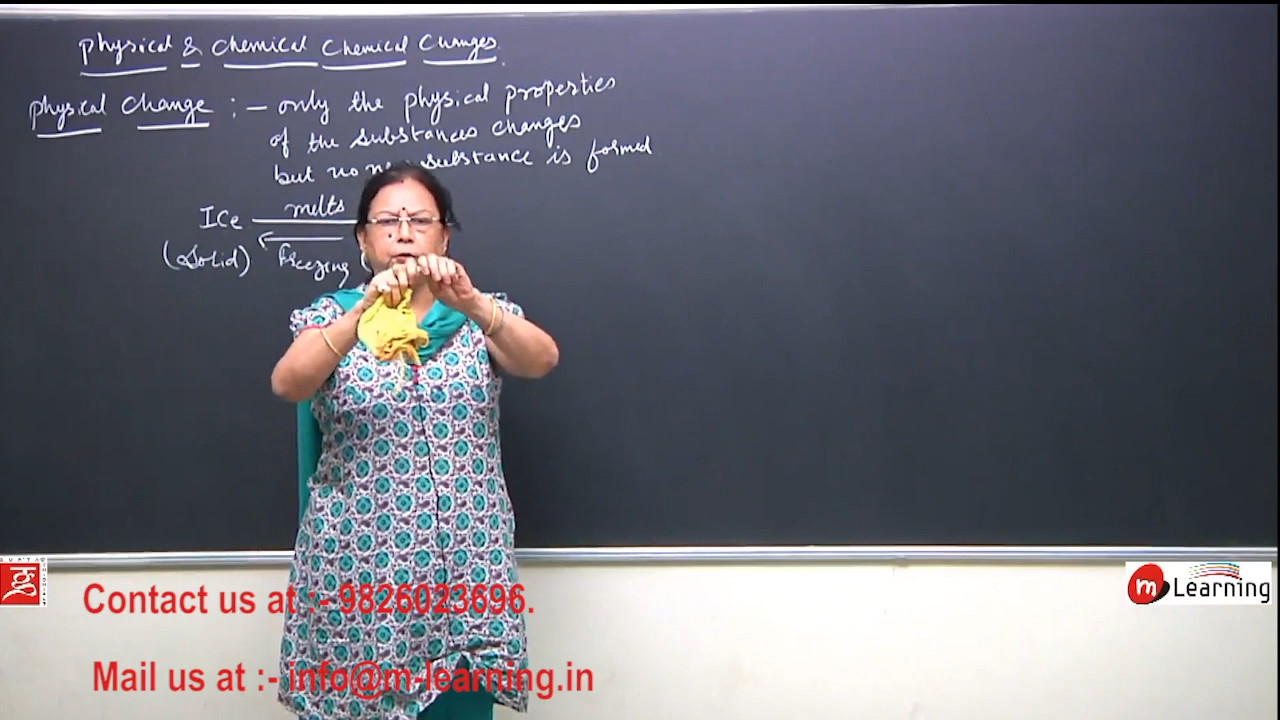 Physical & Chemical Chemical Changes.
Physical Change :- only the physical properties
of the substances changes
but no substance is formed
Ice melts
(Solid) freezing
GUPTA
Contact us at :- 9826023696.
m Learning
Mail us at :- info@m-learning.in